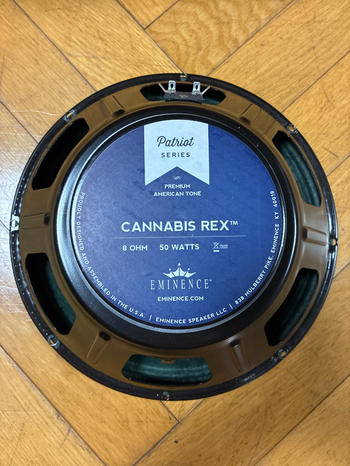 Patriot
SERIES
PREMIUM
AMERICAN TONE
CANNABIS REX™
8 OHM 50 WATTS
EMINENCE®
EMINENCE.COM
PROUDLY DESIGNED AND ASSEMBLED IN THE U.S.A. | EMINENCE SPEAKER LLC | 838 MULBERRY PIKE, EMINENCE KY 40019